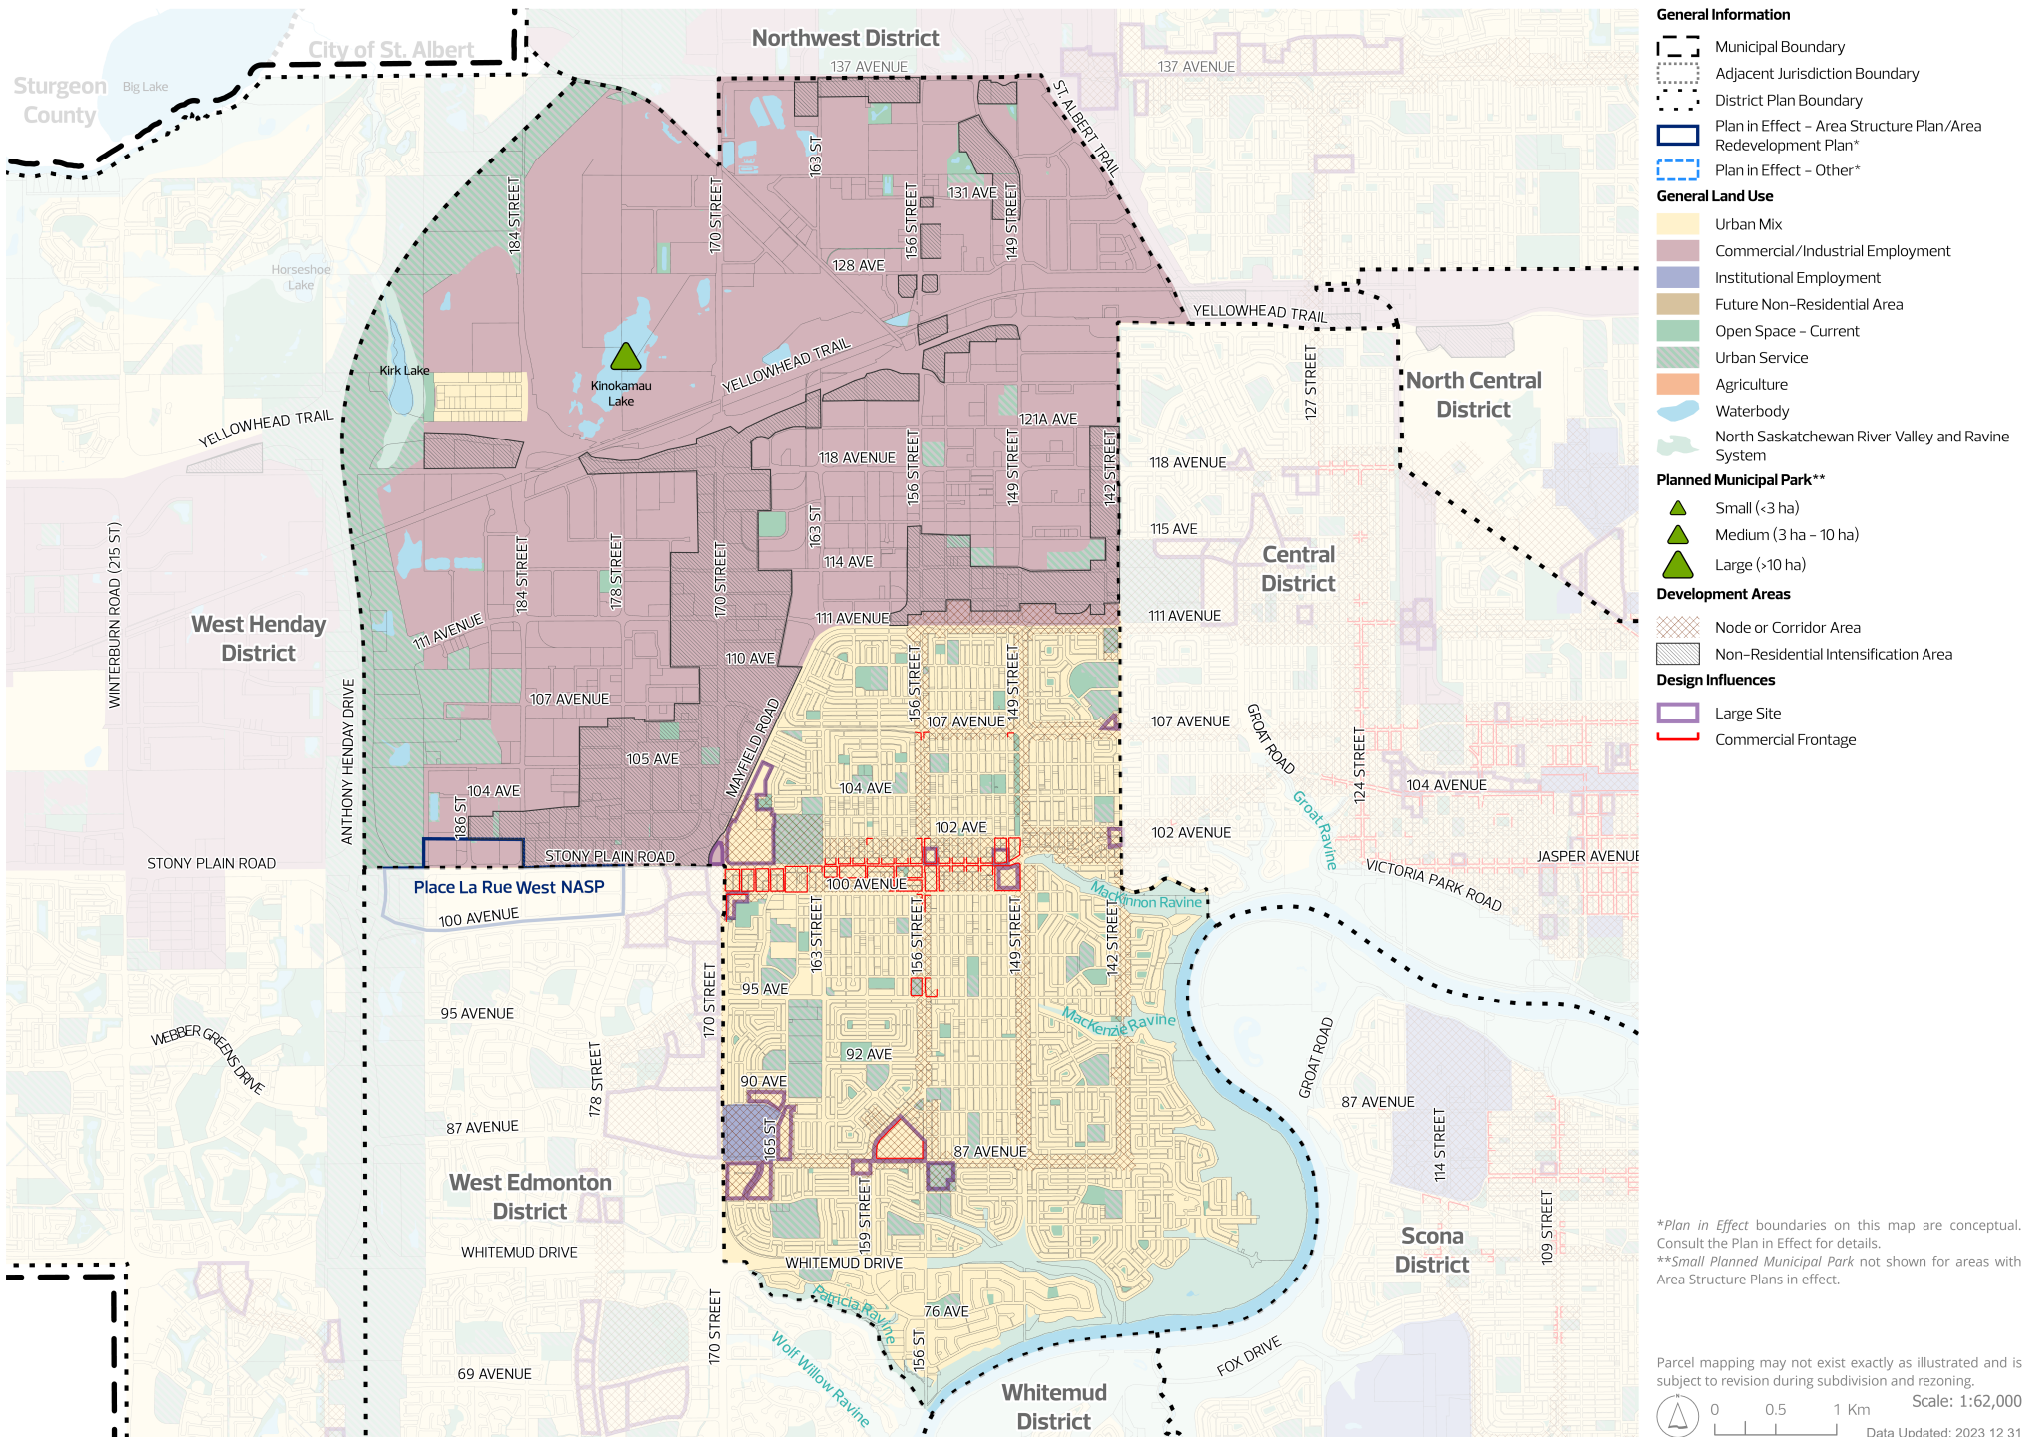 City of St. Albert
Sturgeon
County
Big Lake
Northwest District
137 AVENUE
137 AVENUE
ST. ALBERT TRAIL
163 ST
184 STREET
170 STREET
156 STREET
131 AVE
149 STREET
128 AVE
Horseshoe
Lake
YELLOWHEAD TRAIL
Kirk Lake
Kinokamau
Lake
YELLOWHEAD TRAIL
127 STREET
North Central
District
YELLOWHEAD TRAIL
121A AVE
118 AVENUE
156 STREET
149 STREET
142 STREET
118 AVENUE
WINTERBURN ROAD (215 ST)
184 STREET
178 STREET
170 STREET
163 ST
115 AVE
114 AVE
Central
District
West Henday
District
111 AVENUE
111 AVENUE
111 AVENUE
110 AVE
156 STREET
149 STREET
107 AVENUE
107 AVENUE
107 AVENUE
ANTHONY HENDAY DRIVE
MAYFIELD ROAD
GROAT ROAD
124 STREET
105 AVE
104 AVE
186 ST
104 AVE
104 AVENUE
Groat Ravine
102 AVE
102 AVENUE
STONY PLAIN ROAD
STONY PLAIN ROAD
JASPER AVENUE
VICTORIA PARK ROAD
Place La Rue West NASP
100 AVENUE
100 AVENUE
MacKinnon Ravine
163 STREET
156 STREET
149 STREET
142 STREET
170 STREET
95 AVE
95 AVENUE
WEBBER GREENS DRIVE
MacKenzie Ravine
178 STREET
92 AVE
90 AVE
GROAT ROAD
87 AVENUE
87 AVENUE
165 ST
87 AVENUE
114 STREET
West Edmonton
District
159 STREET
109 STREET
Scona
District
WHITEMUD DRIVE
WHITEMUD DRIVE
Patricia Ravine
76 AVE
170 STREET
Wolf Willow Ravine
156 ST
FOX DRIVE
69 AVENUE
Whitemud
District
General Information
Municipal Boundary
Adjacent Jurisdiction Boundary
District Plan Boundary
Plan in Effect - Area Structure Plan/Area
Redevelopment Plan*
Plan in Effect - Other*
General Land Use
Urban Mix
Commercial/Industrial Employment
Institutional Employment
Future Non-Residential Area
Open Space - Current
Urban Service
Agriculture
Waterbody
North Saskatchewan River Valley and Ravine
System
Planned Municipal Park**
Small (<3 ha)
Medium (3 ha - 10 ha)
Large (>10 ha)
Development Areas
Node or Corridor Area
Non-Residential Intensification Area
Design Influences
Large Site
Commercial Frontage
*Plan in Effect boundaries on this map are conceptual.
Consult the Plan in Effect for details.
**Small Planned Municipal Park not shown for areas with
Area Structure Plans in effect.
Parcel mapping may not exist exactly as illustrated and is
subject to revision during subdivision and rezoning.
Scale: 1:62,000
0 0.5 1 Km
Data Updated: 2023 12 31